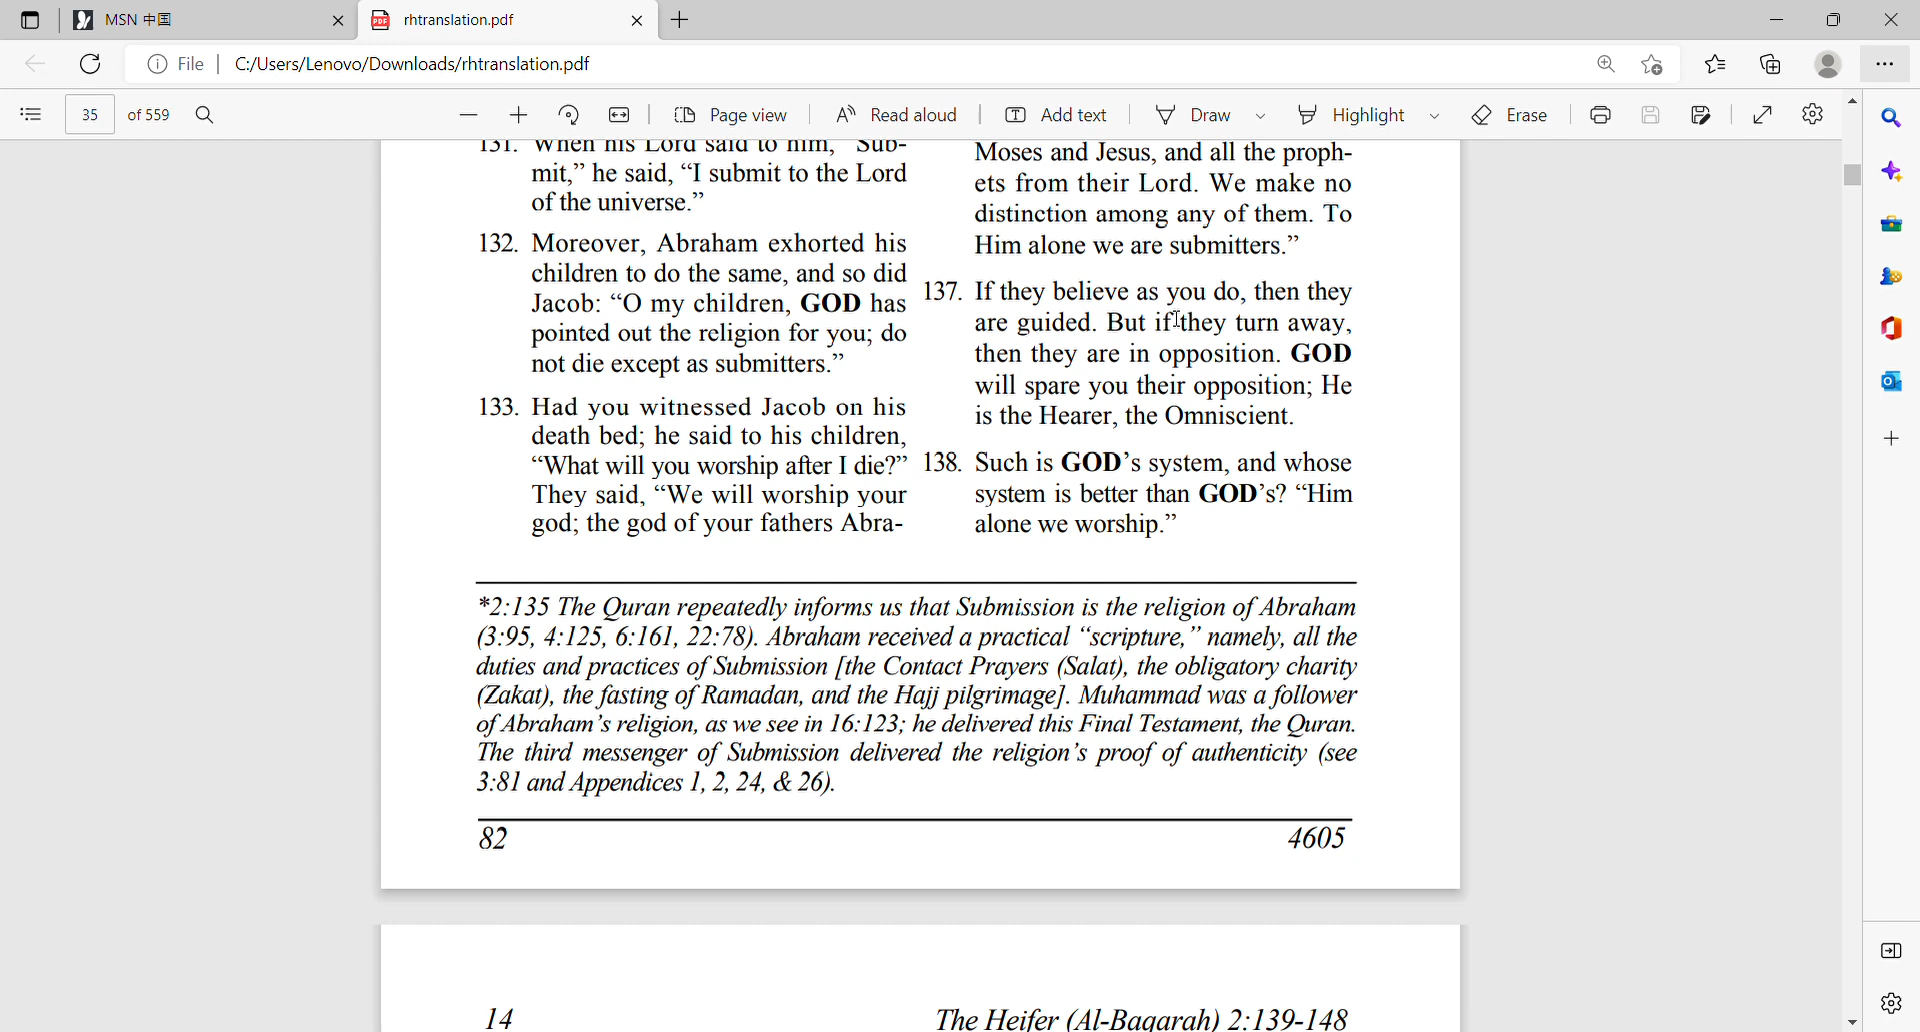 MSN 中国
rhtranslation.pdf
File
C:/Users/Lenovo/Downloads/rhtranslation.pdf
35 of 559
Page view
Read aloud
Add text
Draw
Highlight
Erase
131. When his Lord said to him, “Sub-
mit,” he said, “I submit to the Lord
of the universe.”
132. Moreover, Abraham exhorted his
children to do the same, and so did
Jacob: “O my children, GOD has
pointed out the religion for you; do
not die except as submitters.”
133. Had you witnessed Jacob on his
death bed; he said to his children,
“What will you worship after I die?”
They said, “We will worship your
god; the god of your fathers Abra-
Moses and Jesus, and all the proph-
ets from their Lord. We make no
distinction among any of them. To
Him alone we are submitters.”
137. If they believe as you do, then they
are guided. But if they turn away,
then they are in opposition. GOD
will spare you their opposition; He
is the Hearer, the Omniscient.
138. Such is GOD’s system, and whose
system is better than GOD’s? “Him
alone we worship.”
*2:135 The Quran repeatedly informs us that Submission is the religion of Abraham
(3:95, 4:125, 6:161, 22:78). Abraham received a practical “scripture,” namely, all the
duties and practices of Submission [the Contact Prayers (Salat), the obligatory charity
(Zakat), the fasting of Ramadan, and the Hajj pilgrimage]. Muhammad was a follower
of Abraham’s religion, as we see in 16:123; he delivered this Final Testament, the Quran.
The third messenger of Submission delivered the religion’s proof of authenticity (see
3:81 and Appendices 1, 2, 24, & 26).
82 4605
14 The Heifer (Al-Baqarah) 2:139-148